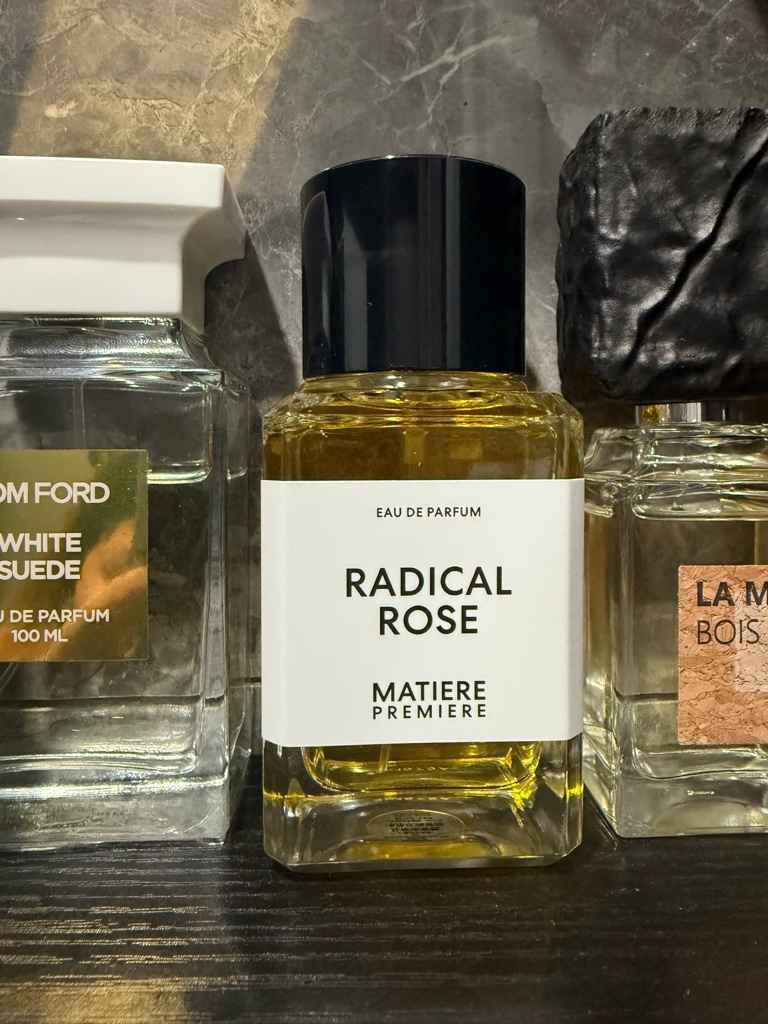 OM FORD
WHITE
SUEDE
U DE PARFUM
100 ML
EAU DE PARFUM
RADICAL
ROSE
MATIERE
PREMIERE
LA M
BOIS